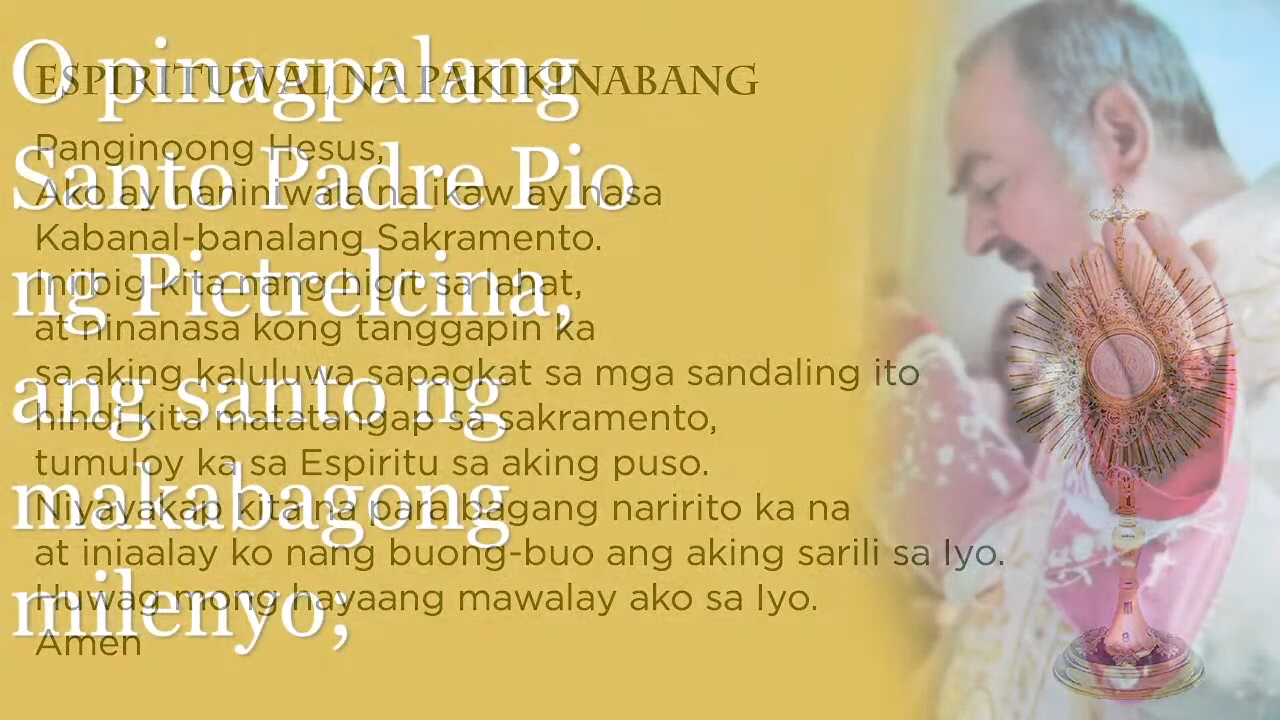 O pinagpalang
Santo Padre Pio
ng Pietrelcina,
ang santo ng
makabagong
milenyo;
ESPIRITUWAL NA PAKIKINABANG
Panginoong Hesus,
Ako ay naniniwala na ikaw ay nasa
Kabanal-banalang Sakramento.
Iniibig kita nang higit sa lahat,
at ninanasa kong tanggapin ka
sa aking kaluluwa sapagkat sa mga sandaling ito
hindi kita matatangap sa sakramento,
tumuloy ka sa Espiritu sa aking puso.
Niyayakap kita na para bagang naririto ka na
at iniaalay ko nang buong-buo ang aking sarili sa Iyo.
Huwag mong hayaang mawalay ako sa Iyo.
Amen